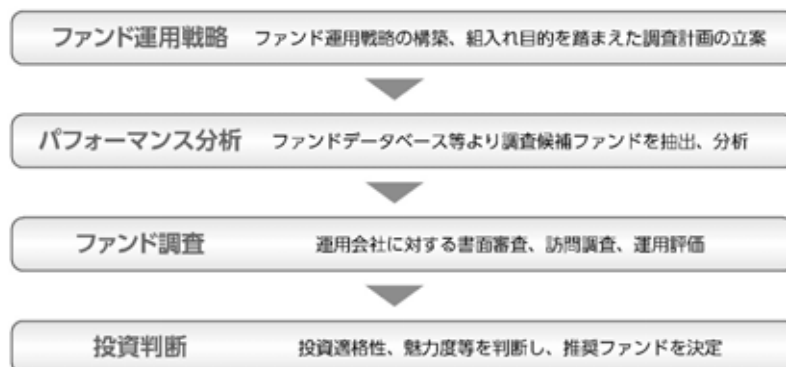 ファンド運用戦略 ファンド運用戦略の構築、組入れ目的を踏まえた調査計画の立案
パフォーマンス分析 ファンドデータベース等より調査候補ファンドを抽出、分析
ファンド調査 運用会社に対する書面審査、訪問調査、運用評価
投資判断 投資適格性、魅力度等を判断し、推奨ファンドを決定